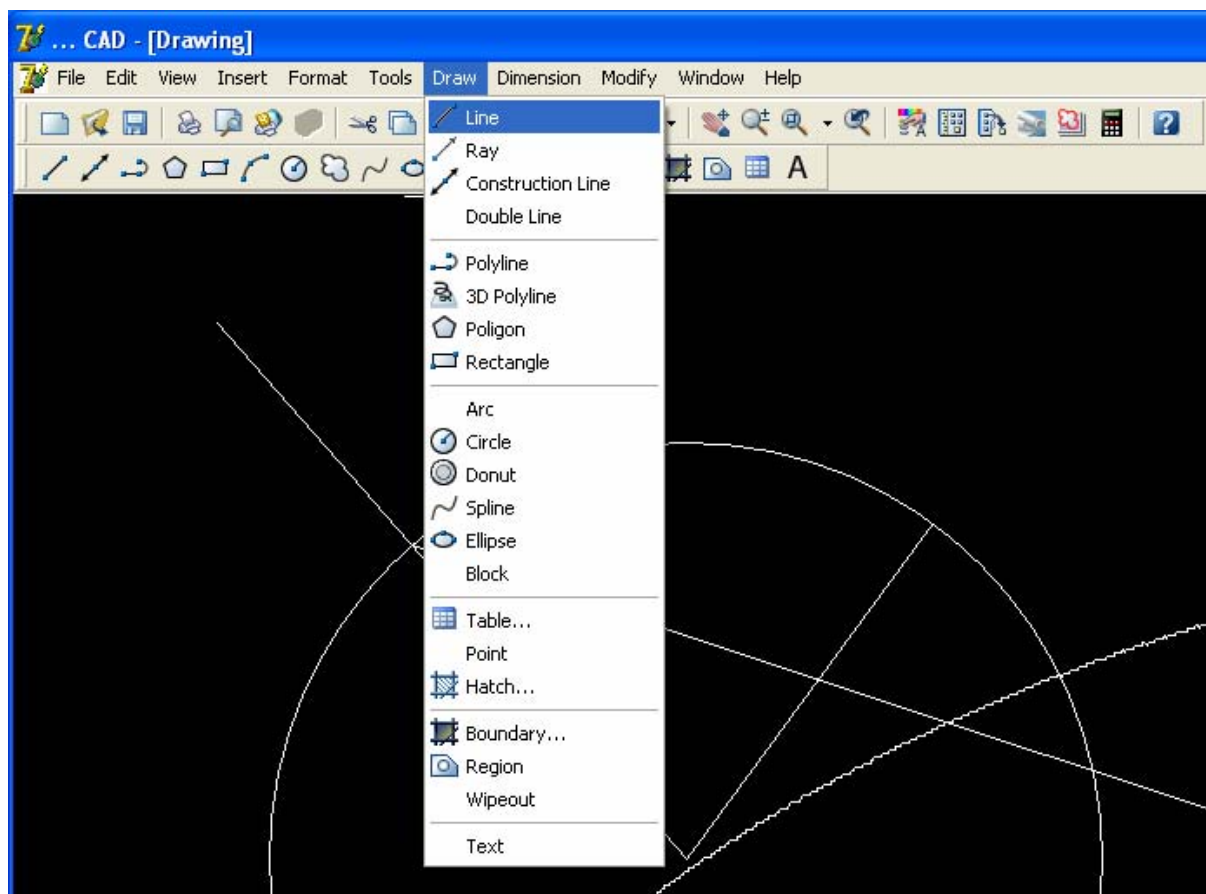 ... CAD - [Drawing]
File Edit View Insert Format Tools Draw Dimension Modify Window Help
Line
Ray
Construction Line
Double Line
Polyline
3D Polyline
Poligon
Rectangle
Arc
Circle
Donut
Spline
Ellipse
Block
Table...
Point
Hatch...
Boundary...
Region
Wipeout
Text
A